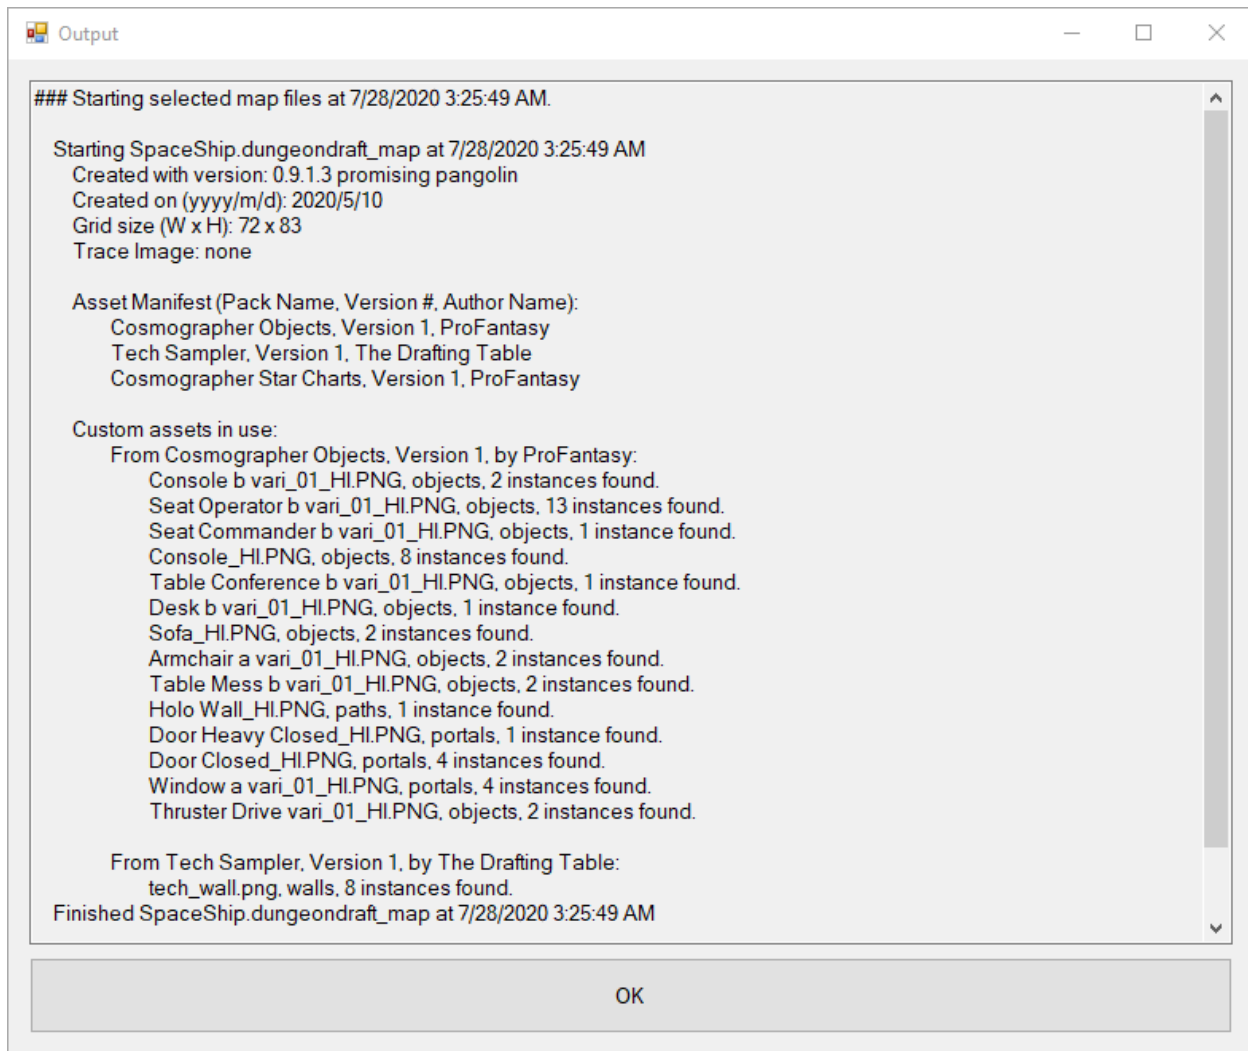 Output
### Starting selected map files at 7/28/2020 3:25:49 AM.
Starting SpaceShip.dungeondraft_map at 7/28/2020 3:25:49 AM
Created with version: 0.9.1.3 promising pangolin
Created on (yyyy/m/d): 2020/5/10
Grid size (W x H): 72 x 83
Trace Image: none
Asset Manifest (Pack Name, Version #, Author Name):
Cosmographer Objects, Version 1, ProFantasy
Tech Sampler, Version 1, The Drafting Table
Cosmographer Star Charts, Version 1, ProFantasy
Custom assets in use:
From Cosmographer Objects, Version 1, by ProFantasy:
Console b vari_01_HI.PNG, objects, 2 instances found.
Seat Operator b vari_01_HI.PNG, objects, 13 instances found.
Seat Commander b vari_01_HI.PNG, objects, 1 instance found.
Console_HI.PNG, objects, 8 instances found.
Table Conference b vari_01_HI.PNG, objects, 1 instance found.
Desk b vari_01_HI.PNG, objects, 1 instance found.
Sofa_HI.PNG, objects, 2 instances found.
Armchair a vari_01_HI.PNG, objects, 2 instances found.
Table Mess b vari_01_HI.PNG, objects, 2 instances found.
Holo Wall_HI.PNG, paths, 1 instance found.
Door Heavy Closed_HI.PNG, portals, 1 instance found.
Door Closed_HI.PNG, portals, 4 instances found.
Window a vari_01_HI.PNG, portals, 4 instances found.
Thruster Drive vari_01_HI.PNG, objects, 2 instances found.
From Tech Sampler, Version 1, by The Drafting Table:
tech_wall.png, walls, 8 instances found.
Finished SpaceShip.dungeondraft_map at 7/28/2020 3:25:49 AM
OK